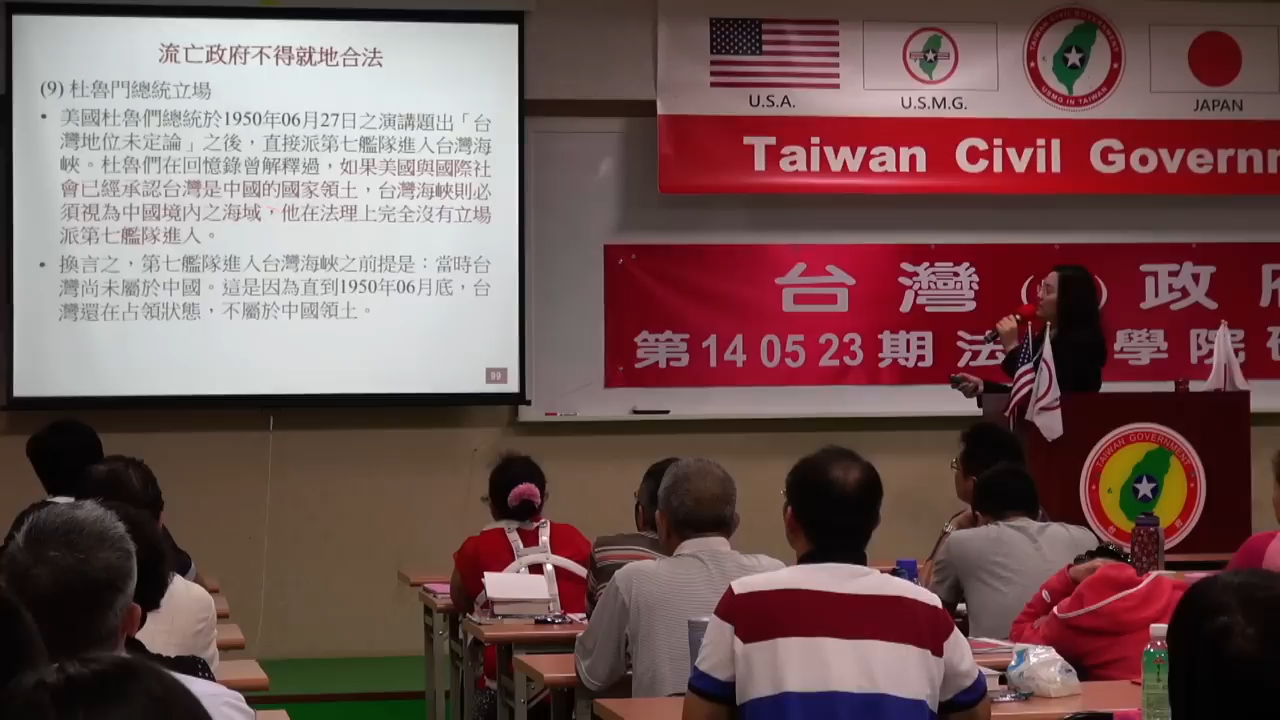 流亡政府不得就地合法
(9) 杜魯門總統立場
• 美國杜魯們總統於1950年06月27日之演講題出「台
灣地位未定論」之後，直接派第七艦隊進入台灣海
峽。杜魯們在回憶錄曾解釋過，如果美國與國際社
會已經承認台灣是中國的國家領土，台灣海峽則必
須視為中國境內之海域，他在法理上完全沒有立場
派第七艦隊進入。
• 換言之，第七艦隊進入台灣海峽之前提是：當時台
灣尚未屬於中國。這是因為直到1950年06月底，台
灣還在占領狀態，不屬於中國領土。
99
U.S.A.
U.S.M.G.
TAIWAN CIVIL GOVERNMENT
USMG IN TAIWAN
JAPAN
Taiwan Civil Governm
台灣 政府
第 14 05 23 期 法 學院
TAIWAN GOVERNMENT